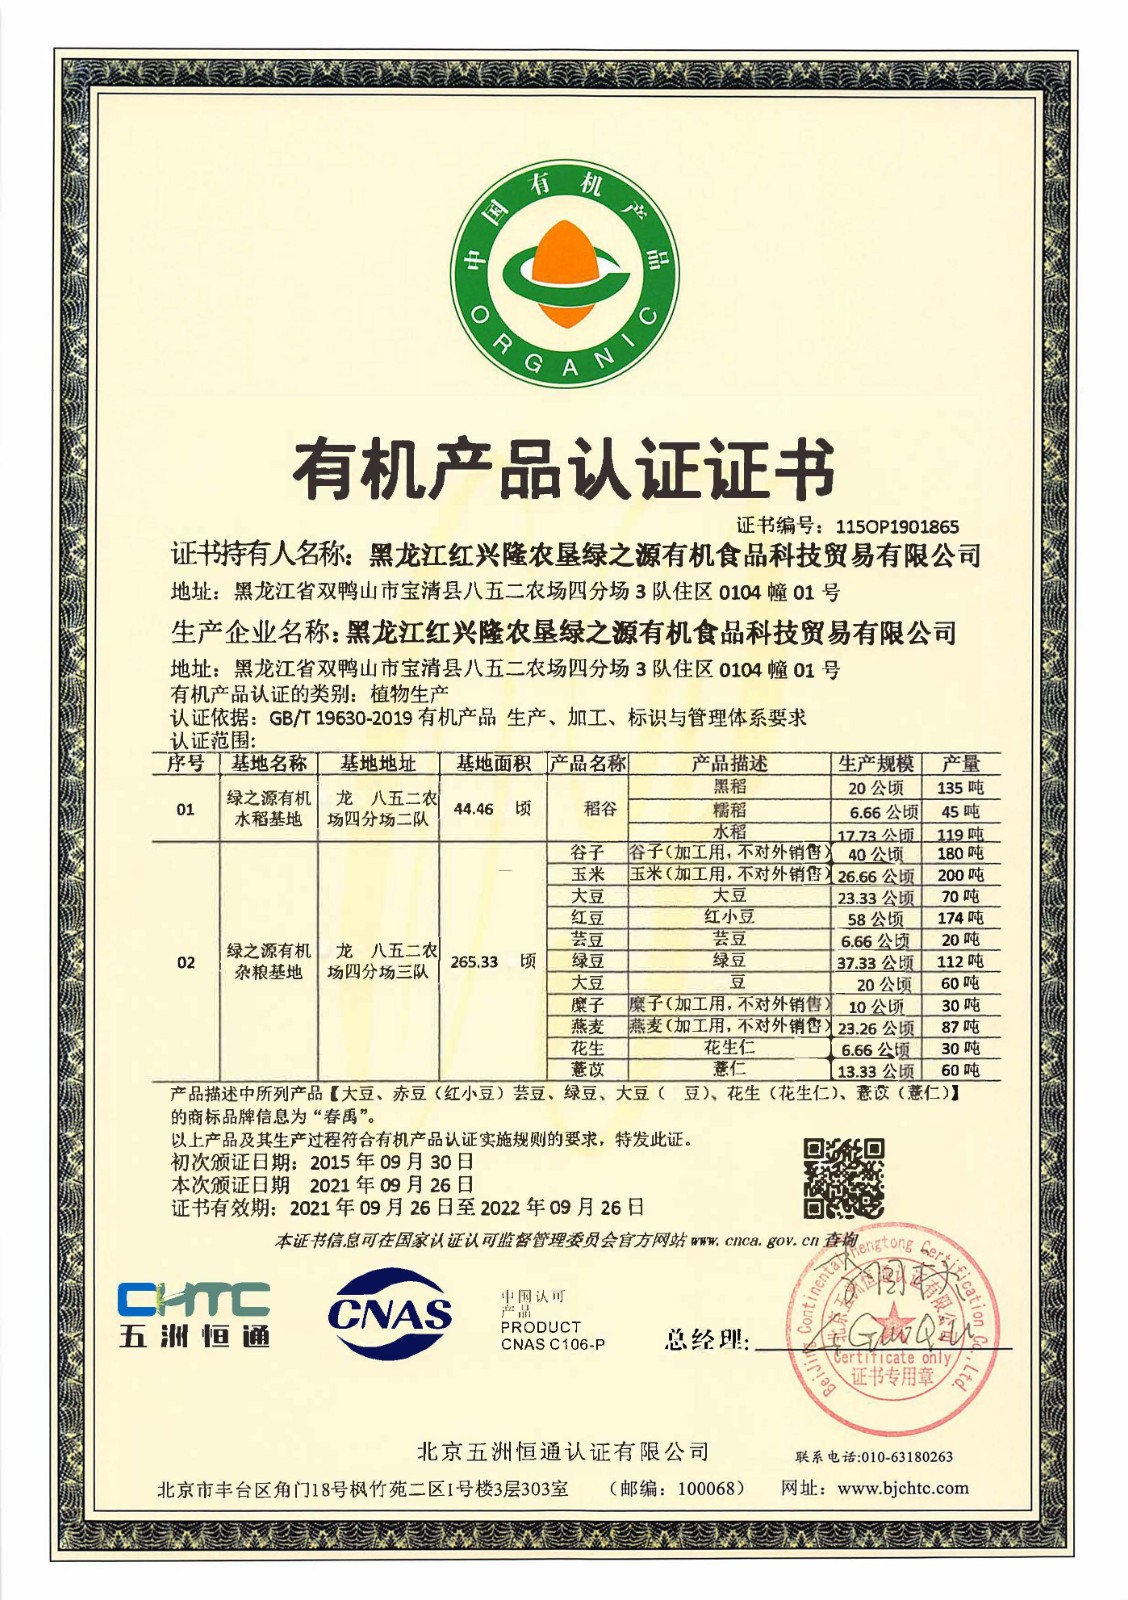 中国有机产品
ORGANIC
有机产品认证证书
证书编号：115OP1901865
证书持有人名称：黑龙江红兴隆农垦绿之源有机食品科技贸易有限公司
地址：黑龙江省双鸭山市宝清县八五二农场四分场 3 队住区 0104 幢 01 号
生产企业名称：黑龙江红兴隆农垦绿之源有机食品科技贸易有限公司
地址：黑龙江省双鸭山市宝清县八五二农场四分场 3 队住区 0104 幢 01 号
有机产品认证的类别：植物生产
认证依据：GB/T 19630-2019 有机产品 生产、加工、标识与管理体系要求
认证范围：
序号 基地名称 基地地址 基地面积 产品名称 产品描述 生产规模 产量
01 绿之源有机水稻基地 龙 八五二农场四分场二队 44.46 顷 稻谷 黑稻 20 公顷 135 吨
糯稻 6.66 公顷 45 吨
水稻 17.73 公顷 119 吨
02 绿之源有机杂粮基地 龙 八五二农场四分场三队 265.33 顷 谷子 谷子(加工用,不对外销售) 40 公顷 180 吨
玉米 玉米(加工用,不对外销售) 26.66 公顷 200 吨
大豆 大豆 23.33 公顷 70 吨
红豆 红小豆 58 公顷 174 吨
芸豆 芸豆 6.66 公顷 20 吨
绿豆 绿豆 37.33 公顷 112 吨
大豆 豆 20 公顷 60 吨
糜子 糜子(加工用,不对外销售) 10 公顷 30 吨
燕麦 燕麦(加工用,不对外销售) 23.26 公顷 87 吨
花生 花生仁 6.66 公顷 30 吨
薏苡 薏仁 13.33 公顷 60 吨
产品描述中所列产品【大豆、赤豆（红小豆）芸豆、绿豆、大豆（ 豆）、花生（花生仁）、薏苡（薏仁）】
的商标品牌信息为“春禹”。
以上产品及其生产过程符合有机产品认证实施规则的要求，特发此证。
初次颁证日期：2015 年 09 月 30 日
本次颁证日期 2021 年 09 月 26 日
证书有效期：2021 年 09 月 26 日至 2022 年 09 月 26 日
本证书信息可在国家认证认可监督管理委员会官方网站 www.cnca.gov.cn 查询
CHTC
五洲恒通
CNAS
中国认可
产品
PRODUCT
CNAS C106-P
总经理:
Beijing Continental Hengtong Certification Co.,Ltd.
北京五洲恒通认证有限公司
Certificate only
证书专用章
北京五洲恒通认证有限公司
联系电话:010-63180263
北京市丰台区角门18号枫竹苑二区1号楼3层303室 （邮编：100068） 网址：www.bjchtc.com